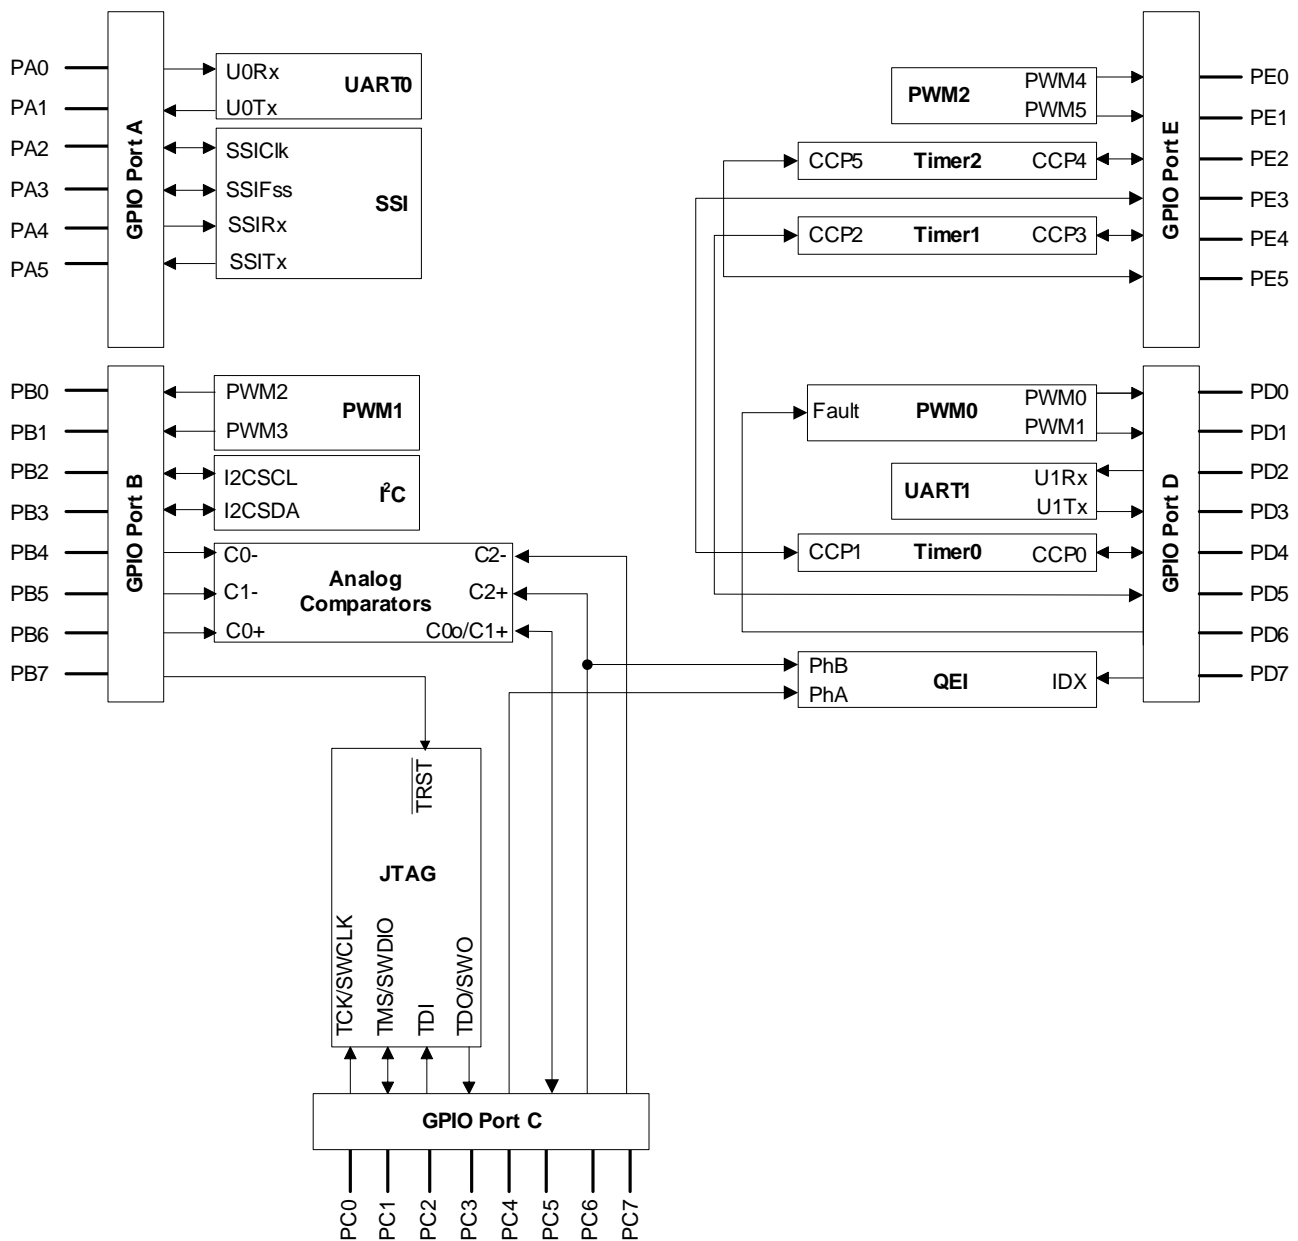 PA0
PA1
PA2
PA3
PA4
PA5
GPIO Port A
U0Rx
U0Tx
UART0
SSIClk
SSIFss
SSIRx
SSITx
SSI
PWM2
PWM4
PWM5
CCP5 Timer2 CCP4
CCP2 Timer1 CCP3
GPIO Port E
PE0
PE1
PE2
PE3
PE4
PE5
PB0
PB1
PB2
PB3
PB4
PB5
PB6
PB7
GPIO Port B
PWM2
PWM3
PWM1
I2CSCL
I2CSDA
I²C
C0-
C1-
C0+
Analog
Comparators
C2-
C2+
C0o/C1+
Fault PWM0
PWM0
PWM1
UART1
U1Rx
U1Tx
CCP1 Timer0 CCP0
PhB
PhA
QEI
IDX
GPIO Port D
PD0
PD1
PD2
PD3
PD4
PD5
PD6
PD7
TRST
JTAG
TCK/SWCLK
TMS/SWDIO
TDI
TDO/SWO
GPIO Port C
PC0
PC1
PC2
PC3
PC4
PC5
PC6
PC7